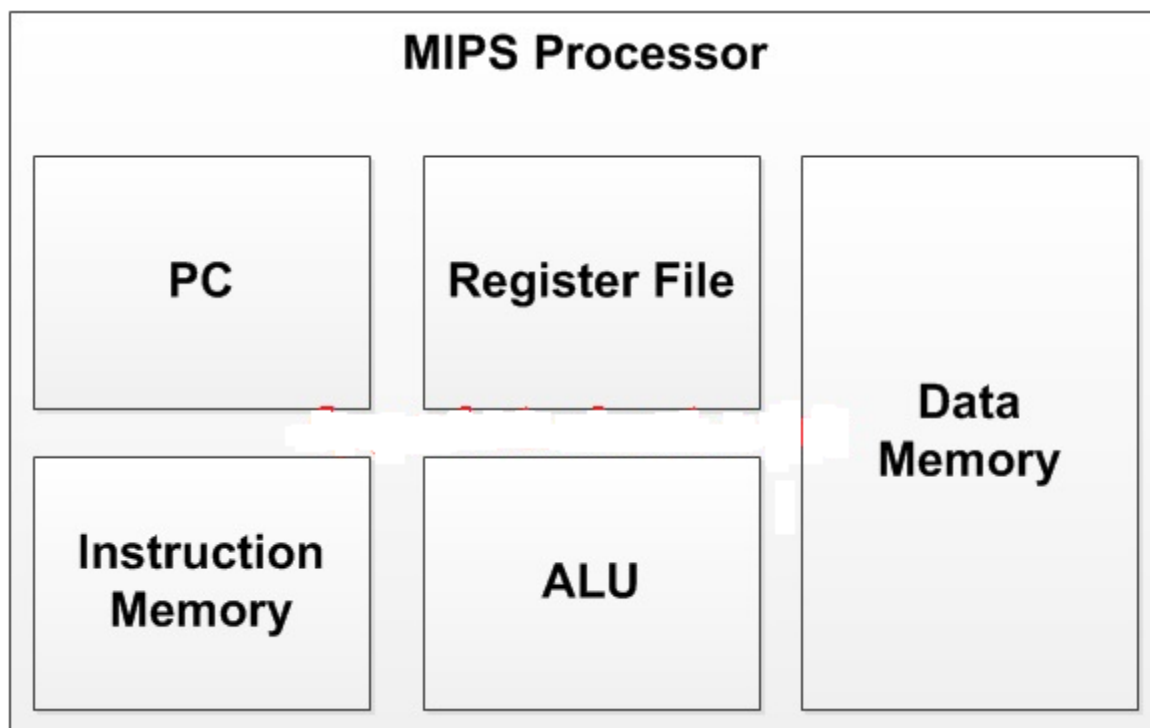 MIPS Processor
PC
Register File
Data
Memory
Instruction
Memory
ALU